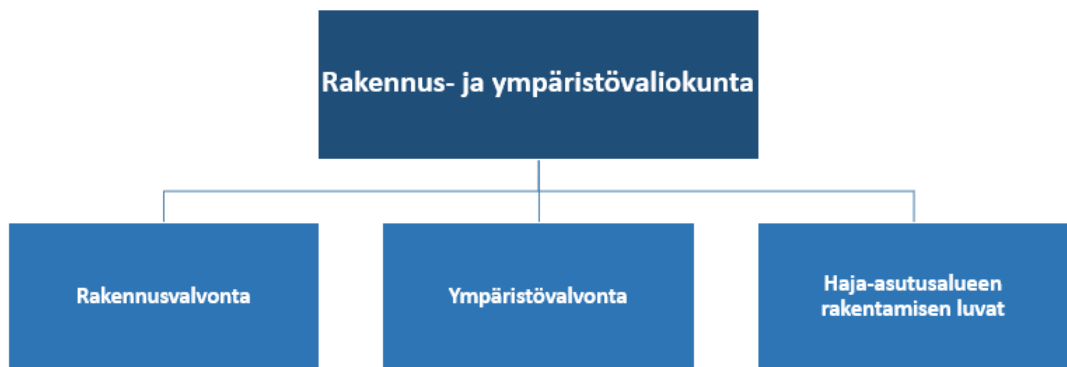 Rakennus- ja ympäristövaliokunta
Rakennusvalvonta
Ympäristövalvonta
Haja-asutusalueen
rakentamisen luvat